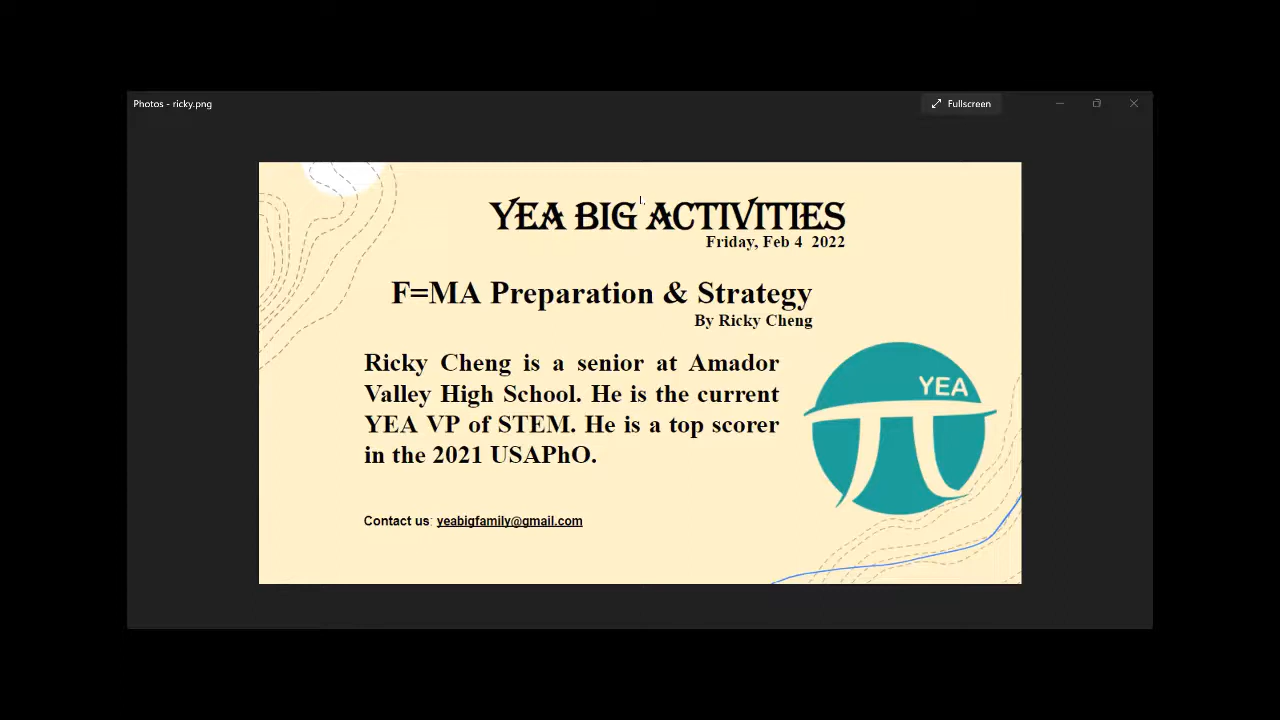 Photos - ricky.png
Fullscreen
YEA BIG ACTIVITIES
Friday, Feb 4 2022
F=MA Preparation & Strategy
By Ricky Cheng
Ricky Cheng is a senior at Amador
Valley High School. He is the current
YEA VP of STEM. He is a top scorer
in the 2021 USAPhO.
YEA
Contact us: yeabigfamily@gmail.com